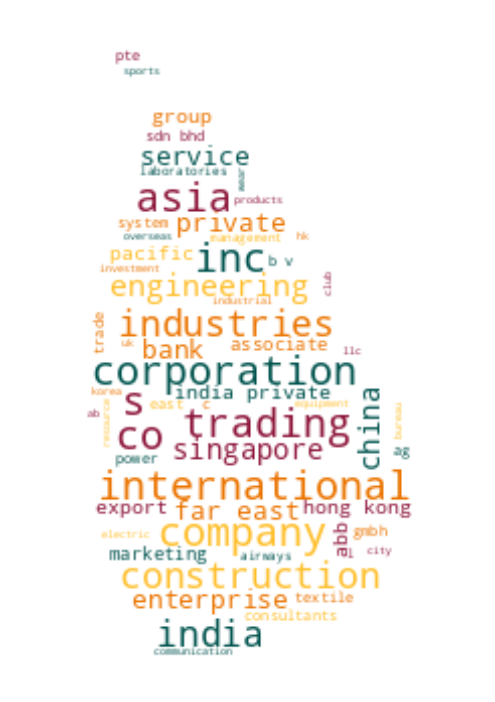 pte
sports
group
sdn bhd
service
laboratories
wear
asia
products
system private
overseas management hk
pacific inc b v
investment
engineering club
industrial
trade industries
uk bank associate llc
corporation
korea india private
s east c equipment
ab resource co trading china bureau
singapore ag
power
international
export far east hong kong
electric company abb gmbh
marketing airways city
construction
enterprise textile
consultants
india
communication